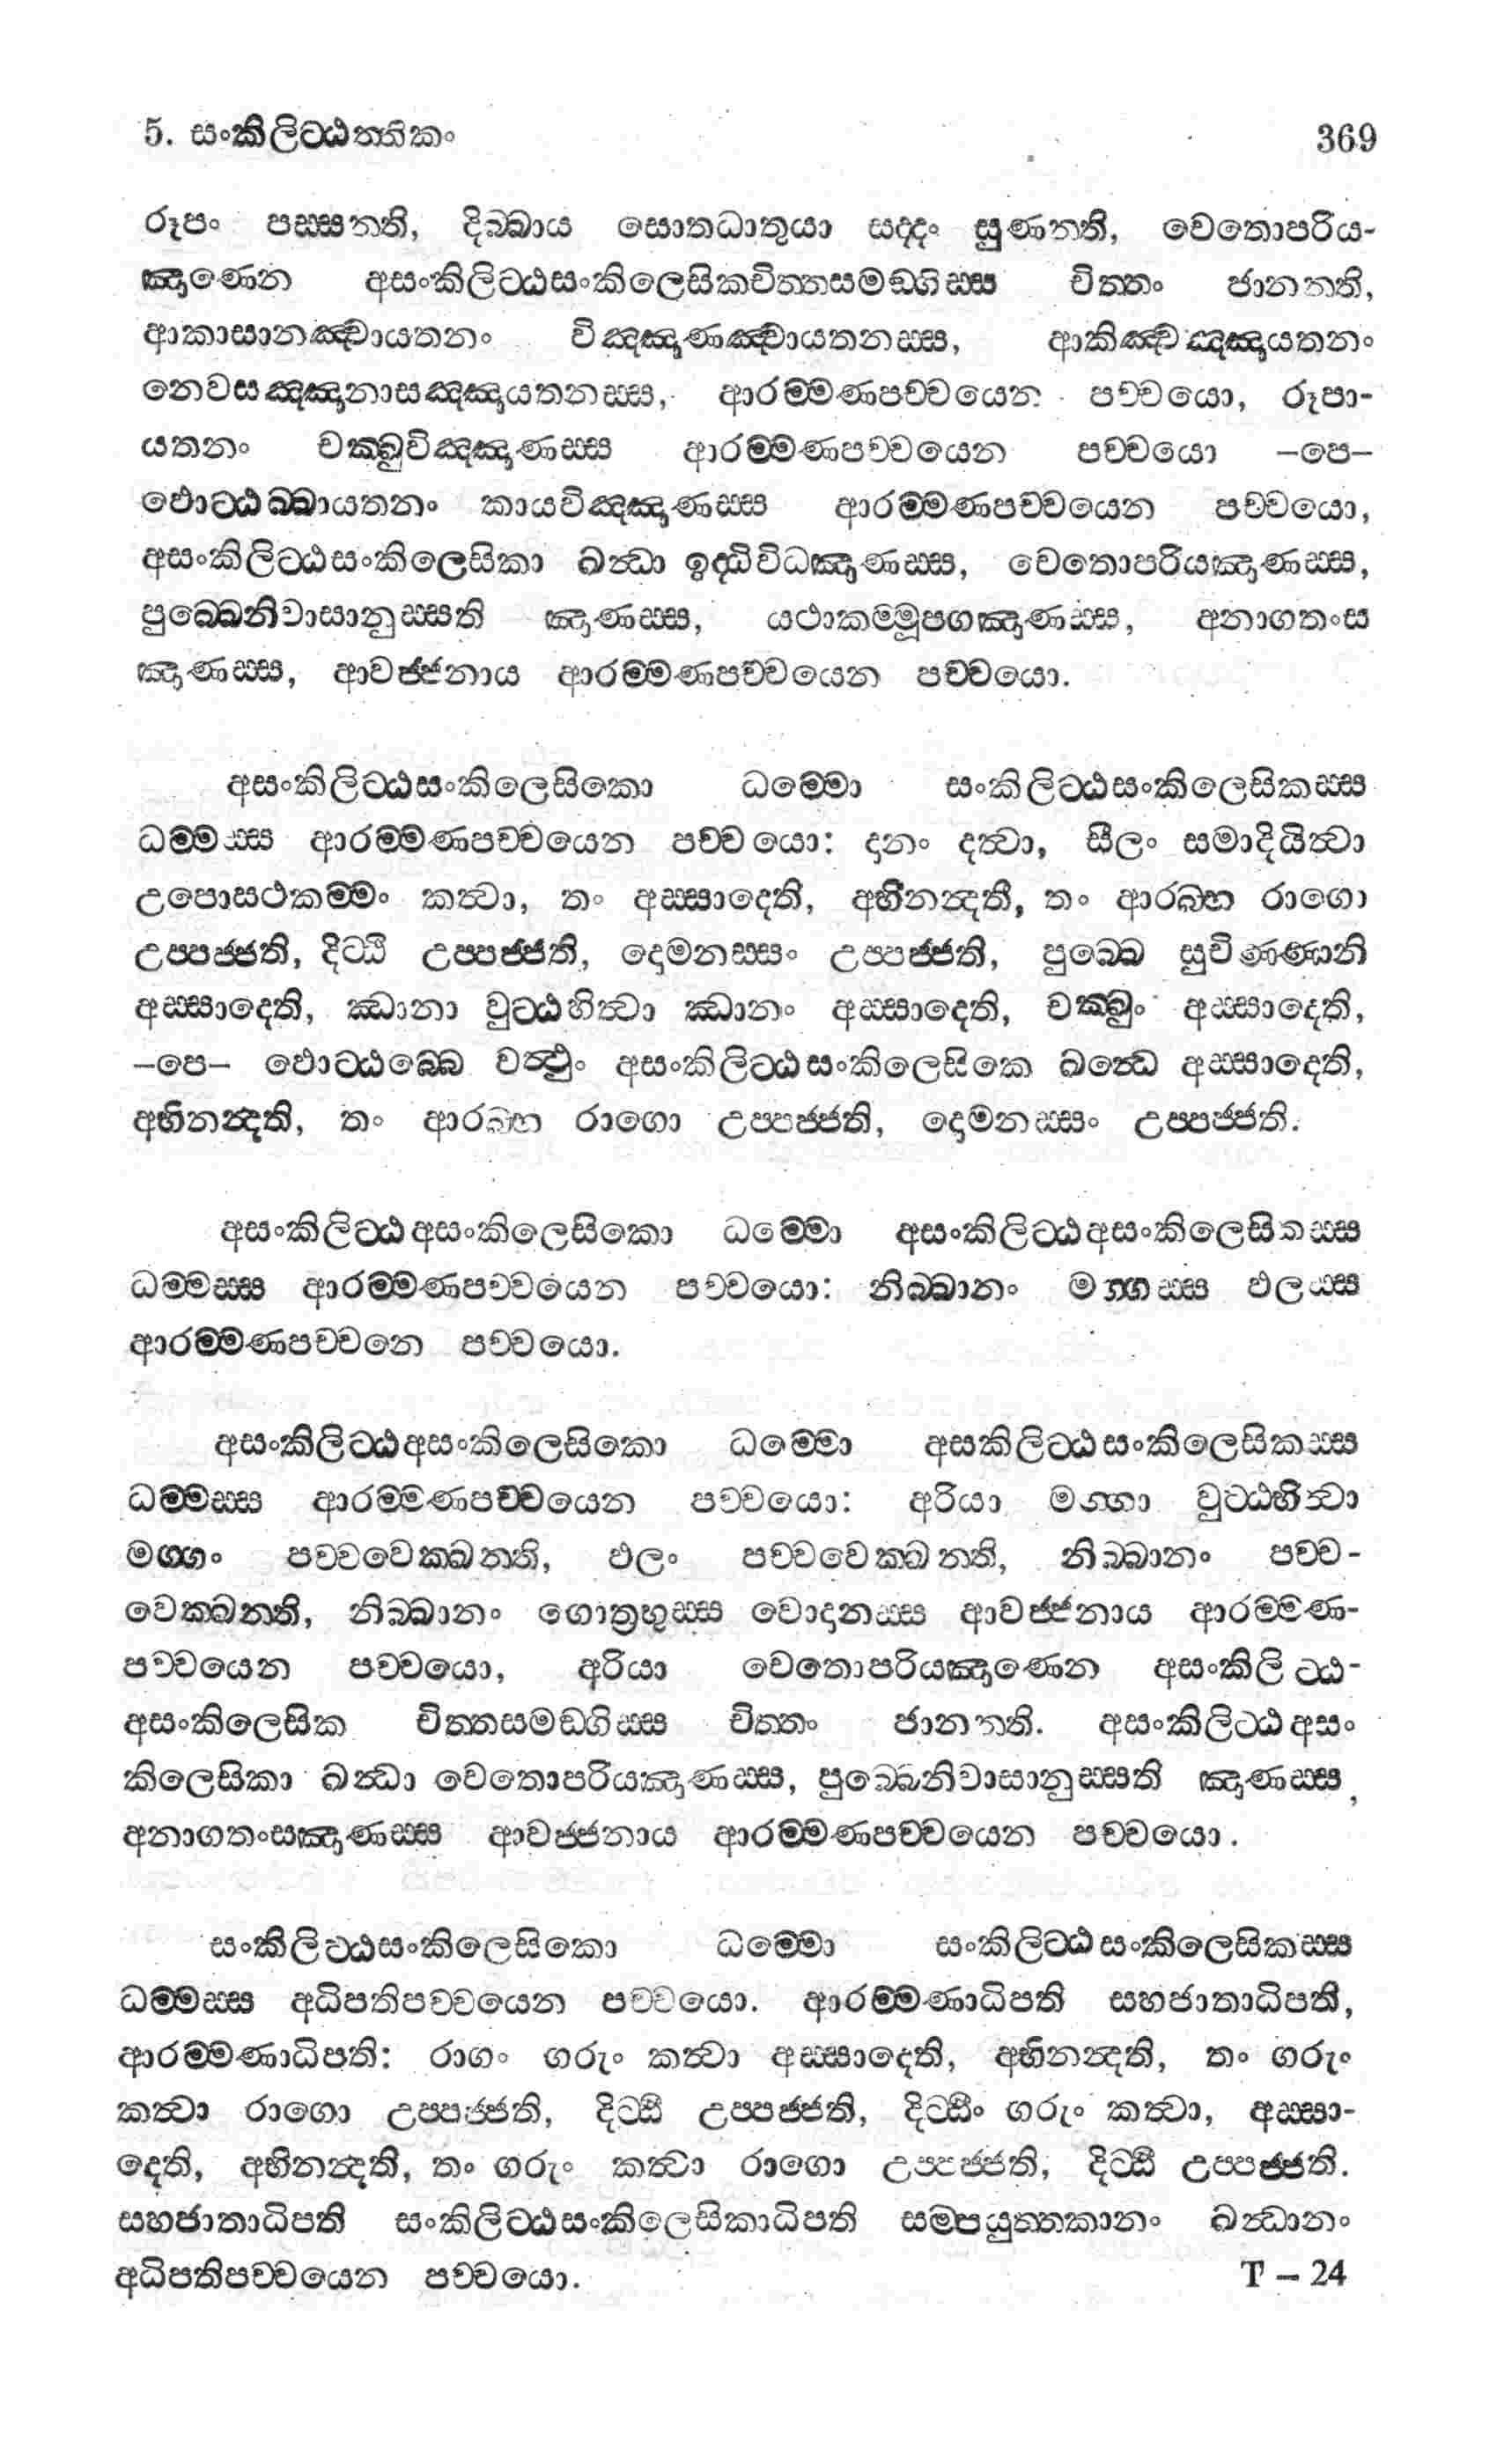 5. සංකිලිට්ඨත්තිකං 369
රූපං පස්සනති, දිබ්බාය සොතධාතුයා සද්දං සුණනති, චෙතොපරිය-
ඤාණෙන අසංකිලිට්ඨසංකිලෙසිකචිත්තසමඞ්ගිස්ස චිත්තං ජානනති,
ආකාසානඤ්චායතනං විඤ්ඤාණඤ්චායතනස්ස, ආකිඤ්චඤ්ඤායතනං
නෙවසඤ්ඤානාසඤ්ඤායතනස්ස, ආරම්මණපච්චයෙන පච්චයො, රූපා-
යතනං චක්ඛුවිඤ්ඤාණස්ස ආරම්මණපච්චයෙන පච්චයො –පෙ–
ඵොට්ඨබ්බායතනං කායවිඤ්ඤාණස්ස ආරම්මණපච්චයෙන පච්චයො,
අසංකිලිට්ඨසංකිලෙසිකා ඛන්ධා ඉද්ධිවිධඤාණස්ස, චෙතොපරියඤාණස්ස,
පුබ්බෙනිවාසානුස්සති ඤාණස්ස, යථාකම්මූපගඤාණස්ස, අනාගතංස
ඤාණස්ස, ආවජ්ජනාය ආරම්මණපච්චයෙන පච්චයො.
අසංකිලිට්ඨසංකිලෙසිකො ධම්මො සංකිලිට්ඨසංකිලෙසිකස්ස
ධම්මස්ස ආරම්මණපච්චයෙන පච්චයො: දානං දත්වා, සීලං සමාදියිත්වා
උපොසථකම්මං කත්වා, තං අස්සාදෙති, අභිනන්දතී, තං ආරබ්භ රාගො
උප්පජ්ජති, දිට්ඨි උප්පජ්ජති, දොමනස්සං උප්පජ්ජති, පුබ්බෙ සුචිණ්ණානි
අස්සාදෙති, ඣානා වුට්ඨහිත්වා ඣානං අස්සාදෙති, චක්ඛුං අස්සාදෙති,
–පෙ– ඵොට්ඨබ්බෙ වත්ථුං අසංකිලිට්ඨසංකිලෙසිකෙ ඛන්ධෙ අස්සාදෙති,
අභිනන්දති, තං ආරබ්භ රාගො උප්පජ්ජති, දොමනස්සං උප්පජ්ජති.
අසංකිලිට්ඨඅසංකිලෙසිකො ධම්මො අසංකිලිට්ඨඅසංකිලෙසිකස්ස
ධම්මස්ස ආරම්මණපච්චයෙන පච්චයො: නිබ්බානං මග්ගස්ස ඵලස්ස
ආරම්මණපච්චනෙ පච්චයො.
අසංකිලිට්ඨඅසංකිලෙසිකො ධම්මො අසකිලිට්ඨසංකිලෙසිකස්ස
ධම්මස්ස ආරම්මණපච්චයෙන පච්චයො: අරියා මග්ගා වුට්ඨභිත්වා
මග්ගං පච්චවෙක්ඛනති, ඵලං පච්චවෙක්ඛනති, නිබ්බානං පච්ච-
වෙක්ඛනති, නිබ්බානං ගොත්‍රභුස්ස වොදානස්ස ආවජ්ජනාය ආරම්මණ-
පච්චයෙන පච්චයො, අරියා චෙතොපරියඤාණෙන අසංකිලිට්ඨ-
අසංකිලෙසික චිත්තසමඞ්ගිස්ස චිත්තං ජානනති. අසංකිලිට්ඨඅසං
කිලෙසිකා ඛන්ධා චෙතොපරියඤාණස්ස, පුබ්බෙනිවාසානුස්සති ඤාණස්ස,
අනාගතංසඤාණස්ස ආවජ්ජනාය ආරම්මණපච්චයෙන පච්චයො.
සංකිලිට්ඨසංකිලෙසිකො ධම්මො සංකිලිට්ඨසංකිලෙසිකස්ස
ධම්මස්ස අධිපතිපච්චයෙන පච්චයො. ආරම්මණාධිපති සහජාතාධිපතී,
ආරම්මණාධිපති: රාගං ගරුං කත්වා අස්සාදෙති, අභිනන්දති, තං ගරුං
කත්වා රාගො උප්පජ්ජති, දිට්ඨි උප්පජ්ජති, දිට්ඨිං ගරුං කත්වා, අස්සා-
දෙති, අභිනන්දති, තං ගරුං කත්වා රාගො උප්පජ්ජති, දිට්ඨි උප්පජ්ජති.
සහජාතාධිපති සංකිලිට්ඨසංකිලෙසිකාධිපති සම්පයුත්තකානං ඛන්ධානං
අධිපතිපච්චයෙන පච්චයො. T – 24